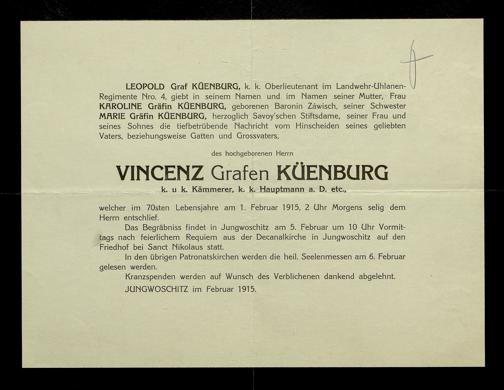 LEOPOLD Graf KÜENBURG, k. k. Oberlieutenant im Landwehr-Uhlanen-
Regimente Nro. 4, giebt in seinem Namen und im Namen seiner Mutter, Frau
KAROLINE Gräfin KÜENBURG, geborenen Baronin Záwisch, seiner Schwester
MARIE Gräfin KÜENBURG, herzoglich Savoy'schen Stiftsdame, seiner Frau und
seines Sohnes die tiefbetrübende Nachricht vom Hinscheiden seines geliebten
Vaters, beziehungsweise Gatten und Grossvaters,
des hochgeborenen Herrn
VINCENZ Grafen KÜENBURG
k. u k. Kämmerer, k. k. Hauptmann a. D. etc.,
welcher im 70sten Lebensjahre am 1. Februar 1915, 2 Uhr Morgens selig dem
Herrn entschlief.
Das Begräbniss findet in Jungwoschitz am 5. Februar um 10 Uhr Vormit-
tags nach feierlichem Requiem aus der Decanalkirche in Jungwoschitz auf den
Friedhof bei Sanct Nikolaus statt.
In den übrigen Patronatskirchen werden die heil. Seelenmessen am 6. Februar
gelesen werden.
Kranzspenden werden auf Wunsch des Verblichenen dankend abgelehnt.
JUNGWOSCHITZ im Februar 1915.